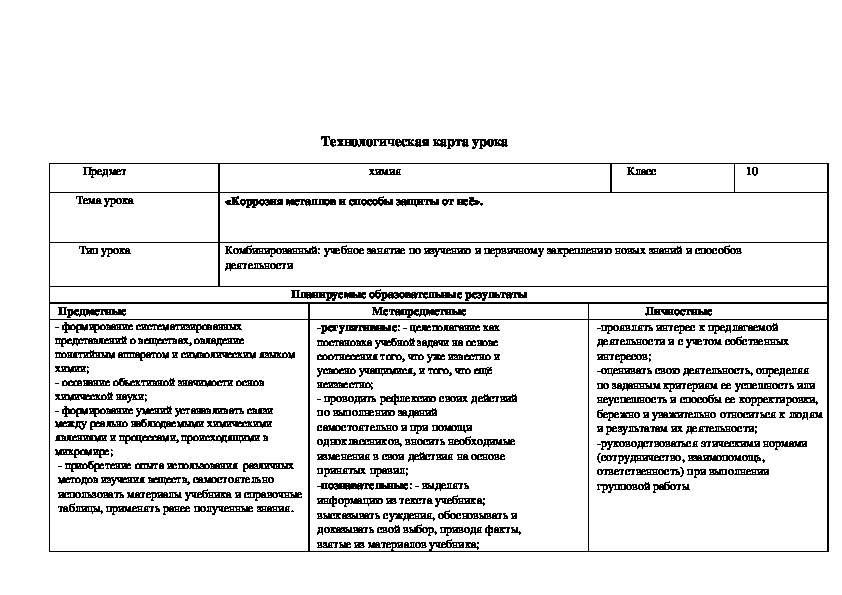 Технологическая карта урока
Предмет химия Класс 10
Тема урока «Коррозия металлов и способы защиты от неё».
Тип урока Комбинированный: учебное занятие по изучению и первичному закреплению новых знаний и способов
деятельности
Планируемые образовательные результаты
Предметные Метапредметные Личностные
- формирование систематизированных
представлений о веществах, овладение
понятийным аппаратом и символическим языком
химии;
- осознание объективной значимости основ
химической науки;
- формирование умений устанавливать связи
между реально наблюдаемыми химическими
явлениями и процессами, происходящими в
микромире;
- приобретение опыта использования различных
методов изучения веществ, самостоятельно
использовать материалы учебника и справочные
таблицы, применять ранее полученные знания.
-регулятивные: - целеполагание как
постановка учебной задачи на основе
соотнесения того, что уже известно и
усвоено учащимися, и того, что ещё
неизвестно;
- проводить рефлексию своих действий
по выполнению заданий
самостоятельно и при помощи
одноклассников, вносить необходимые
изменения в свои действия на основе
принятых правил;
-познавательные: - выделять
информацию из текста учебника;
высказывать суждения, обосновывать и
доказывать свой выбор, приводя факты,
взятые из материалов учебника;
-проявлять интерес к предлагаемой
деятельности и с учетом собственных
интересов;
-оценивать свою деятельность, определяя
по заданным критериям ее успешность или
неуспешность и способы ее корректировки,
бережно и уважительно относиться к людям
и результатам их деятельности;
-руководствоваться этическими нормами
(сотрудничество, взаимопомощь,
ответственность) при выполнении
групповой работы